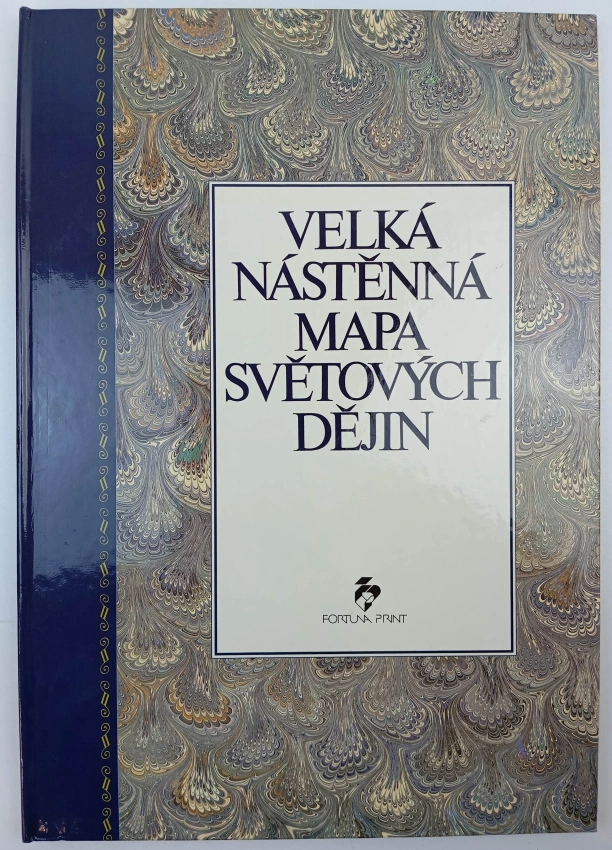 VELKÁ
NÁSTĚNNÁ
MAPA
SVĚTOVÝCH
DĚJIN
FORTUNA PRINT